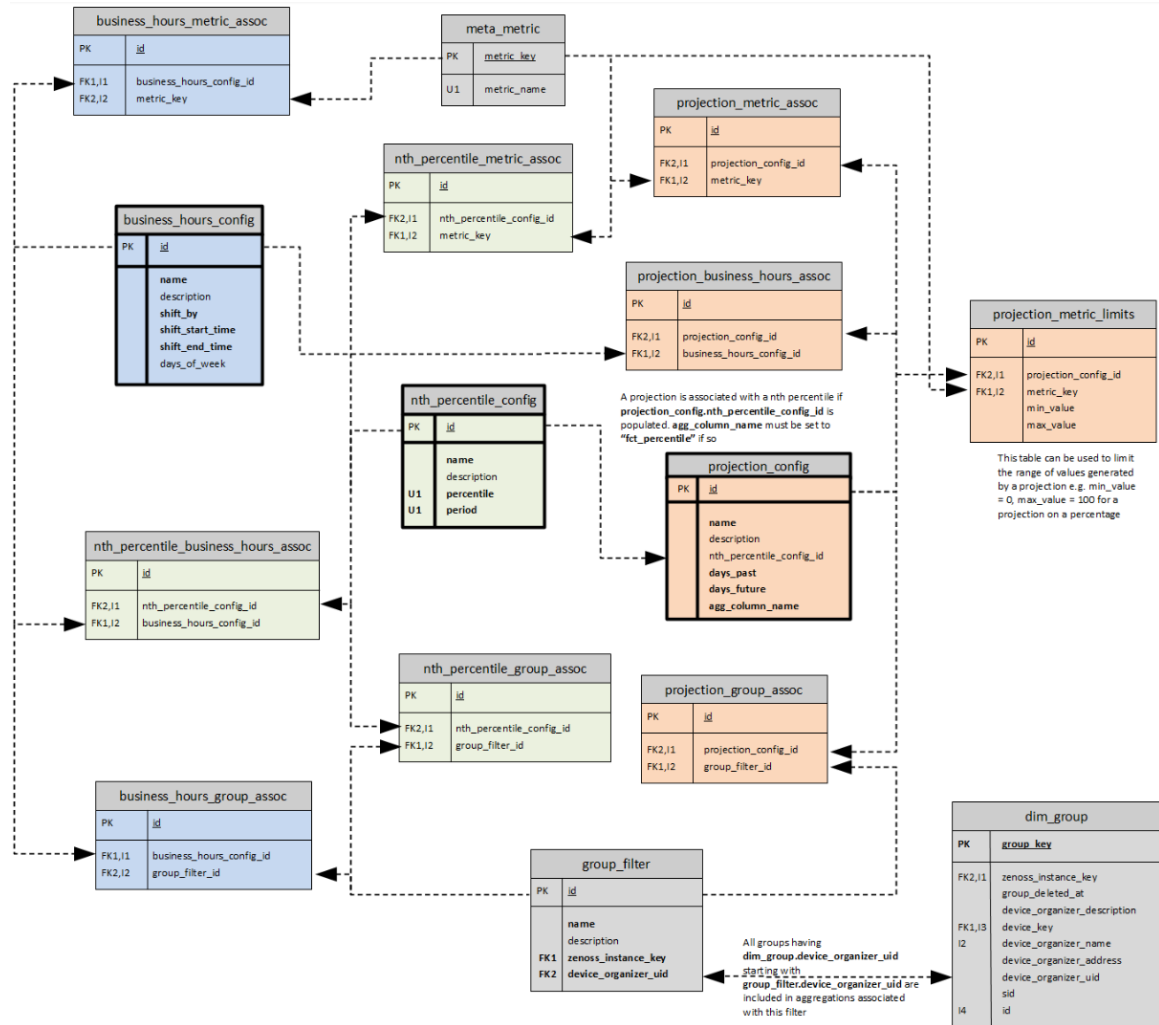 business_hours_metric_assoc
PK id
FK1,I1 business_hours_config_id
FK2,I2 metric_key
meta_metric
PK metric_key
U1 metric_name
projection_metric_assoc
PK id
FK2,I1 projection_config_id
FK1,I2 metric_key
nth_percentile_metric_assoc
PK id
FK2,I1 nth_percentile_config_id
FK1,I2 metric_key
business_hours_config
PK id
name
description
shift_by
shift_start_time
shift_end_time
days_of_week
projection_business_hours_assoc
PK id
FK2,I1 projection_config_id
FK1,I2 business_hours_config_id
projection_metric_limits
PK id
FK2,I1 projection_config_id
FK1,I2 metric_key
min_value
max_value
This table can be used to limit
the range of values generated
by a projection e.g. min_value
= 0, max_value = 100 for a
projection on a percentage
A projection is associated with a nth percentile if
projection_config.nth_percentile_config_id is
populated. agg_column_name must be set to
“fct_percentile” if so
nth_percentile_config
PK id
name
description
U1 percentile
U1 period
projection_config
PK id
name
description
nth_percentile_config_id
days_past
days_future
agg_column_name
nth_percentile_business_hours_assoc
PK id
FK2,I1 nth_percentile_config_id
FK1,I2 business_hours_config_id
nth_percentile_group_assoc
PK id
FK2,I1 nth_percentile_config_id
FK1,I2 group_filter_id
projection_group_assoc
PK id
FK2,I1 projection_config_id
FK1,I2 group_filter_id
business_hours_group_assoc
PK id
FK1,I1 business_hours_config_id
FK2,I2 group_filter_id
group_filter
PK id
name
description
FK1 zenoss_instance_key
FK2 device_organizer_uid
All groups having
dim_group.device_organizer_uid
starting with
group_filter.device_organizer_uid are
included in aggregations associated
with this filter
dim_group
PK group_key
FK2,I1 zenoss_instance_key
group_deleted_at
device_organizer_description
FK1,I3 device_key
I2 device_organizer_name
device_organizer_address
device_organizer_uid
sid
I4 id